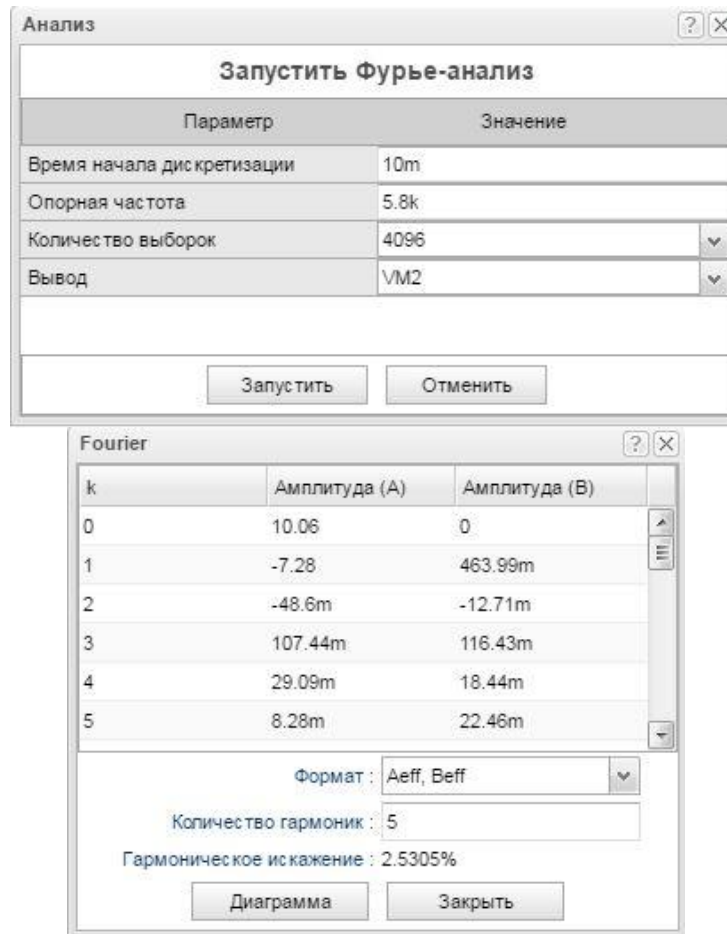 Анализ
Запустить Фурье-анализ
Параметр Значение
Время начала дискретизации 10m
Опорная частота 5.8k
Количество выборок 4096
Вывод VM2
Запустить Отменить
Fourier
k Амплитуда (A) Амплитуда (B)
0 10.06 0
1 -7.28 463.99m
2 -48.6m -12.71m
3 107.44m 116.43m
4 29.09m 18.44m
5 8.28m 22.46m
Формат : Aeff, Beff
Количество гармоник : 5
Гармоническое искажение : 2.5305%
Диаграмма Закрыть